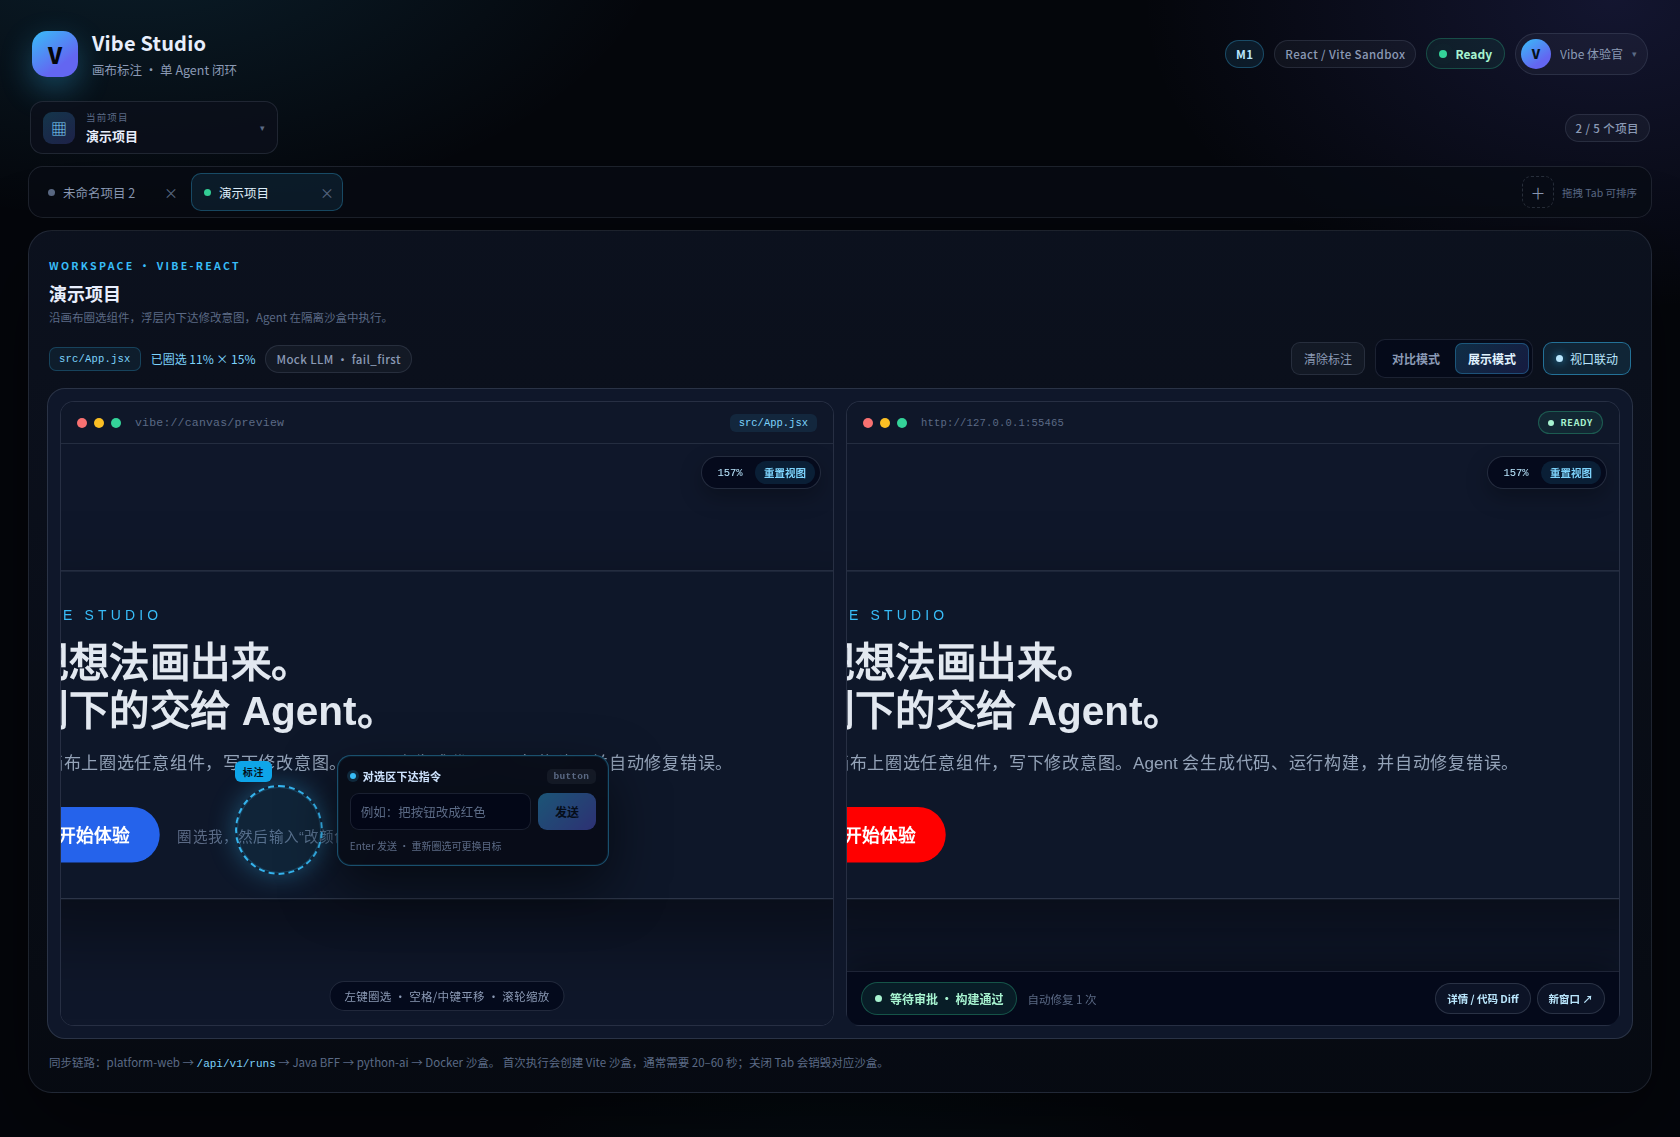 V
Vibe Studio
画布标注 · 单 Agent 闭环
M1
React / Vite Sandbox
Ready
V
Vibe 体验官
当前项目
演示项目
2 / 5 个项目
未命名项目 2
演示项目
拖拽 Tab 可排序
WORKSPACE · VIBE-REACT
演示项目
沿画布圈选组件，浮层内下达修改意图，Agent 在隔离沙盒中执行。
src/App.jsx
已圈选 11% × 15%
Mock LLM · fail_first
清除标注
对比模式
展示模式
视口联动
vibe://canvas/preview
src/App.jsx
157%
重置视图
E STUDIO
想法画出来。
下的交给 Agent。
布上圈选任意组件，写下修改意图。
自动修复错误。
标注
对选区下达指令
button
例如：把按钮改成红色
发送
Enter 发送 · 重新圈选可更换目标
开始体验
圈选我，然后输入“改颜
左键圈选 · 空格/中键平移 · 滚轮缩放
http://127.0.0.1:55465
READY
157%
重置视图
E STUDIO
想法画出来。
下的交给 Agent。
布上圈选任意组件，写下修改意图。Agent 会生成代码、运行构建，并自动修复错误。
开始体验
等待审批 · 构建通过
自动修复 1 次
详情 / 代码 Diff
新窗口 ↗
同步链路：platform-web → /api/v1/runs → Java BFF → python-ai → Docker 沙盒。 首次执行会创建 Vite 沙盒，通常需要 20–60 秒；关闭 Tab 会销毁对应沙盒。